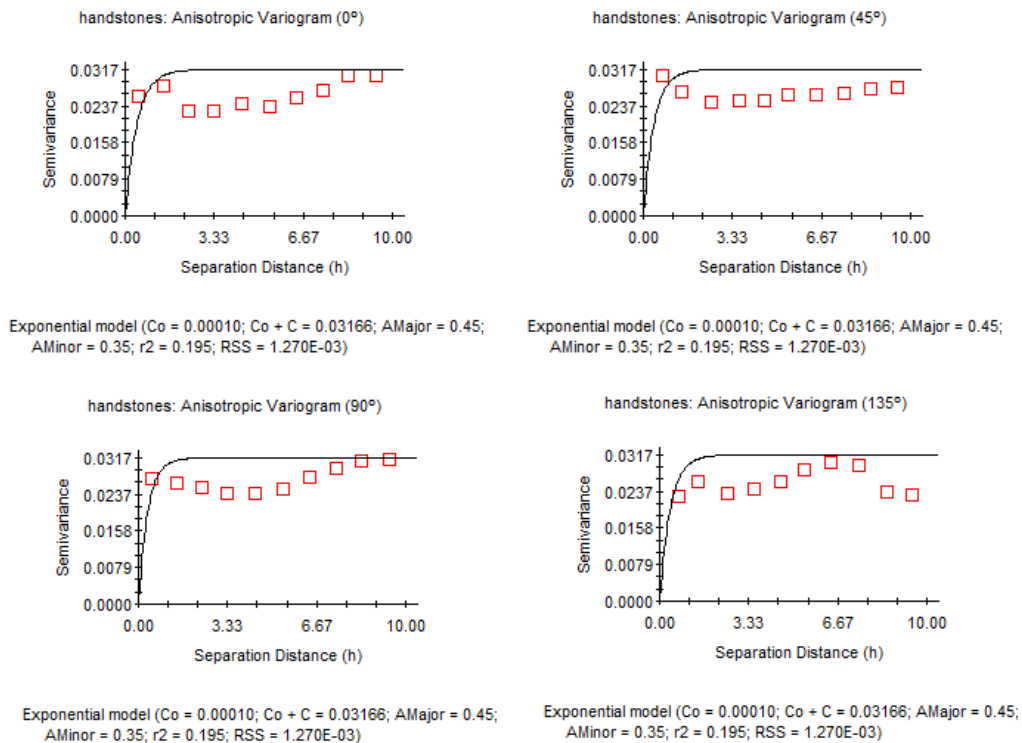 handstones: Anisotropic Variogram (0º)
0.0317
0.0237
0.0158
0.0079
0.0000
Semivariance
0.00 3.33 6.67 10.00
Separation Distance (h)
Exponential model (Co = 0.00010; Co + C = 0.03166; AMajor = 0.45;
AMinor = 0.35; r2 = 0.195; RSS = 1.270E-03)
handstones: Anisotropic Variogram (45º)
0.0317
0.0237
0.0158
0.0079
0.0000
Semivariance
0.00 3.33 6.67 10.00
Separation Distance (h)
Exponential model (Co = 0.00010; Co + C = 0.03166; AMajor = 0.45;
AMinor = 0.35; r2 = 0.195; RSS = 1.270E-03)
handstones: Anisotropic Variogram (90º)
0.0317
0.0237
0.0158
0.0079
0.0000
Semivariance
0.00 3.33 6.67 10.00
Separation Distance (h)
Exponential model (Co = 0.00010; Co + C = 0.03166; AMajor = 0.45;
AMinor = 0.35; r2 = 0.195; RSS = 1.270E-03)
handstones: Anisotropic Variogram (135º)
0.0317
0.0237
0.0158
0.0079
0.0000
Semivariance
0.00 3.33 6.67 10.00
Separation Distance (h)
Exponential model (Co = 0.00010; Co + C = 0.03166; AMajor = 0.45;
AMinor = 0.35; r2 = 0.195; RSS = 1.270E-03)